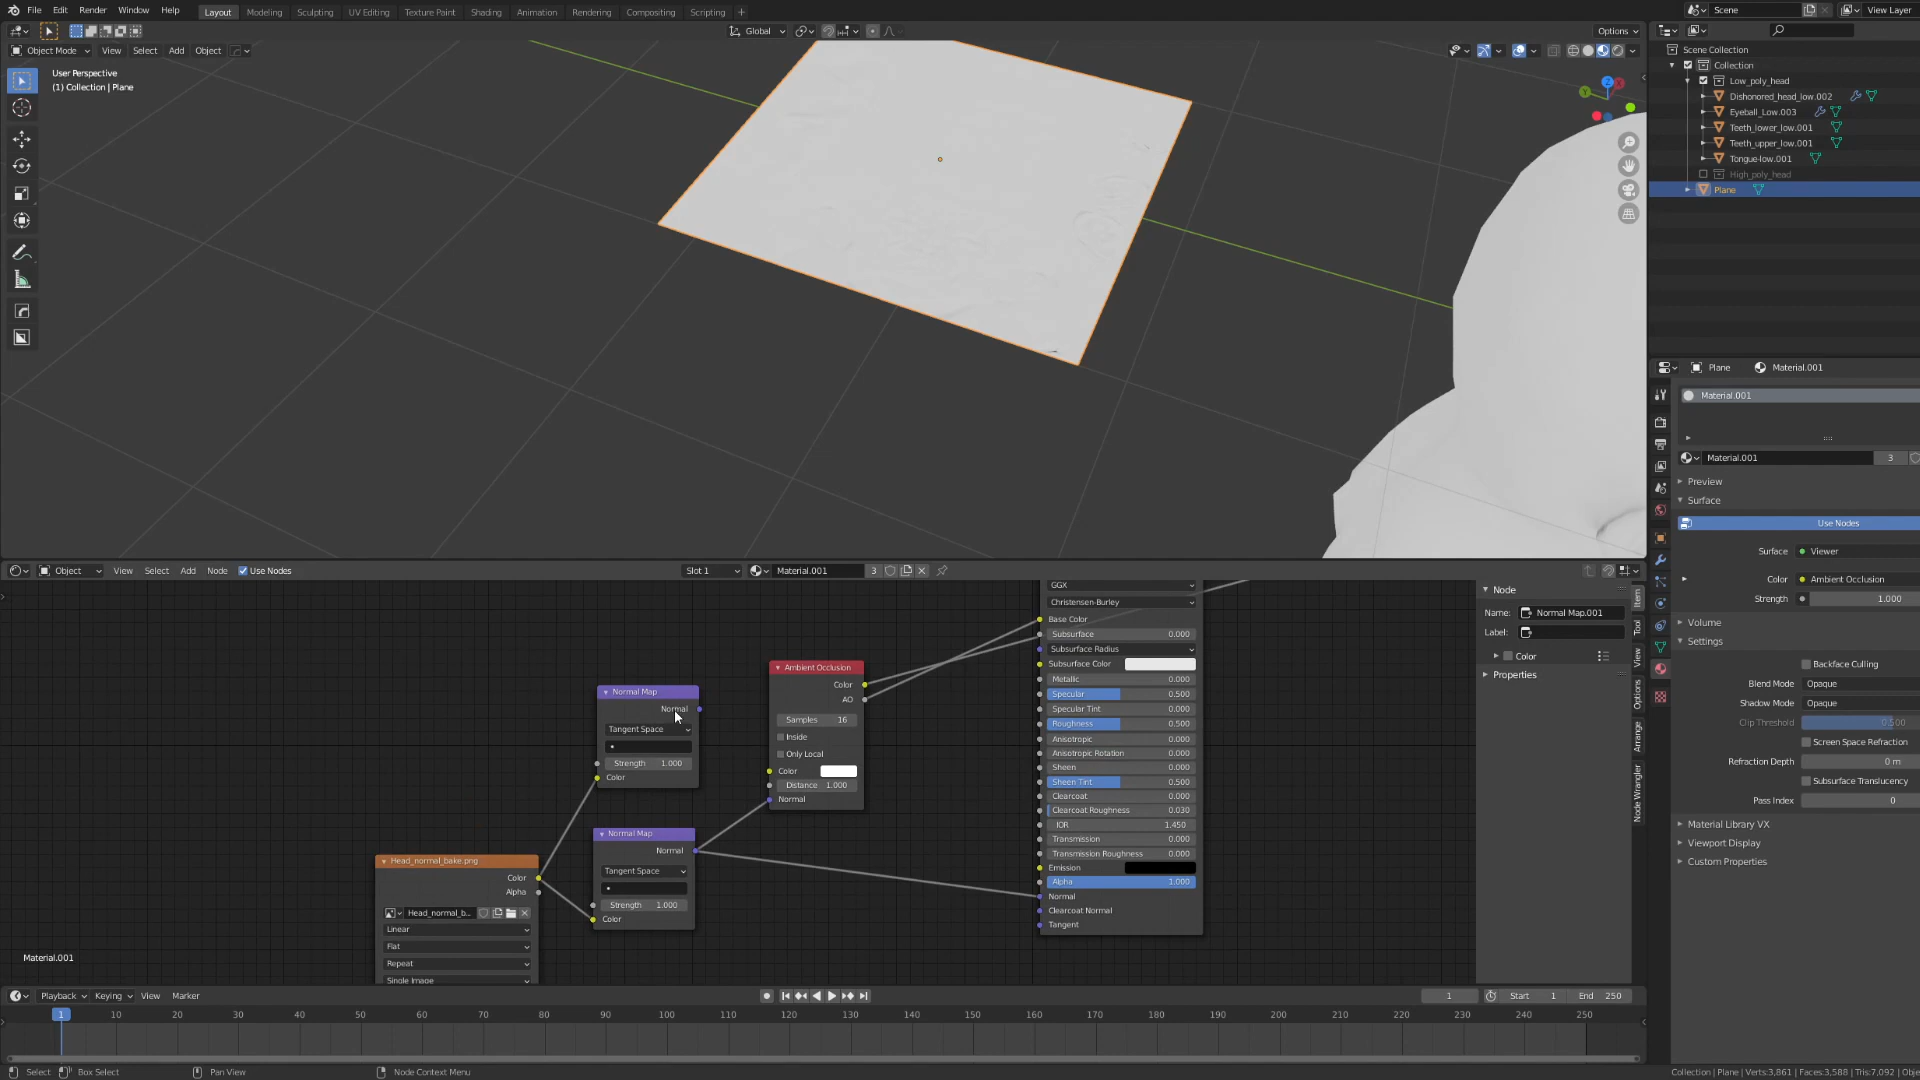 File Edit Render Window Help Layout Modeling Sculpting UV Editing Texture Paint Shading Animation Rendering Compositing Scripting +
Scene
View Layer
Global
Options
Object Mode View Select Add Object
User Perspective
(1) Collection | Plane
Z
Y
X
Scene Collection
Collection
Low_poly_head
Dishonored_head_low.002
Eyeball_Low.003
Teeth_lower_low.001
Teeth_upper_low.001
Tongue-low.001
High_poly_head
Plane
Plane Material.001
Material.001
Material.001 3
Preview
Surface
Use Nodes
Surface Viewer
Color Ambient Occlusion
Strength 1.000
Volume
Settings
Backface Culling
Blend Mode Opaque
Shadow Mode Opaque
Clip Threshold 0.500
Screen Space Refraction
Refraction Depth 0 m
Subsurface Translucency
Pass Index 0
Material Library VX
Viewport Display
Custom Properties
Object View Select Add Node Use Nodes Slot 1 Material.001 3
Normal Map
Normal
Tangent Space
Strength 1.000
Color
Ambient Occlusion
Color
AO
Samples 16
Inside
Only Local
Color
Distance 1.000
Normal
Normal Map
Normal
Tangent Space
Strength 1.000
Color
Head_normal_bake.png
Color
Alpha
Head_normal_b...
Linear
Flat
Repeat
Single Image
GGX
Christensen-Burley
Base Color
Subsurface 0.000
Subsurface Radius
Subsurface Color
Metallic 0.000
Specular 0.500
Specular Tint 0.000
Roughness 0.500
Anisotropic 0.000
Anisotropic Rotation 0.000
Sheen 0.000
Sheen Tint 0.500
Clearcoat 0.000
Clearcoat Roughness 0.030
IOR 1.450
Transmission 0.000
Transmission Roughness 0.000
Emission
Alpha 1.000
Normal
Clearcoat Normal
Tangent
Node
Name: Normal Map.001
Label:
Color
Properties
Item
Tool
View
Options
Arrange
Node Wrangler
Material.001
Playback Keying View Marker
1 Start 1 End 250
1 10 20 30 40 50 60 70 80 90 100 110 120 130 140 150 160 170 180 190 200 210 220 230 240 250
Select Box Select Pan View Node Context Menu
Collection | Plane | Verts:3,861 | Faces:3,588 | Tris:7,092 | Obje